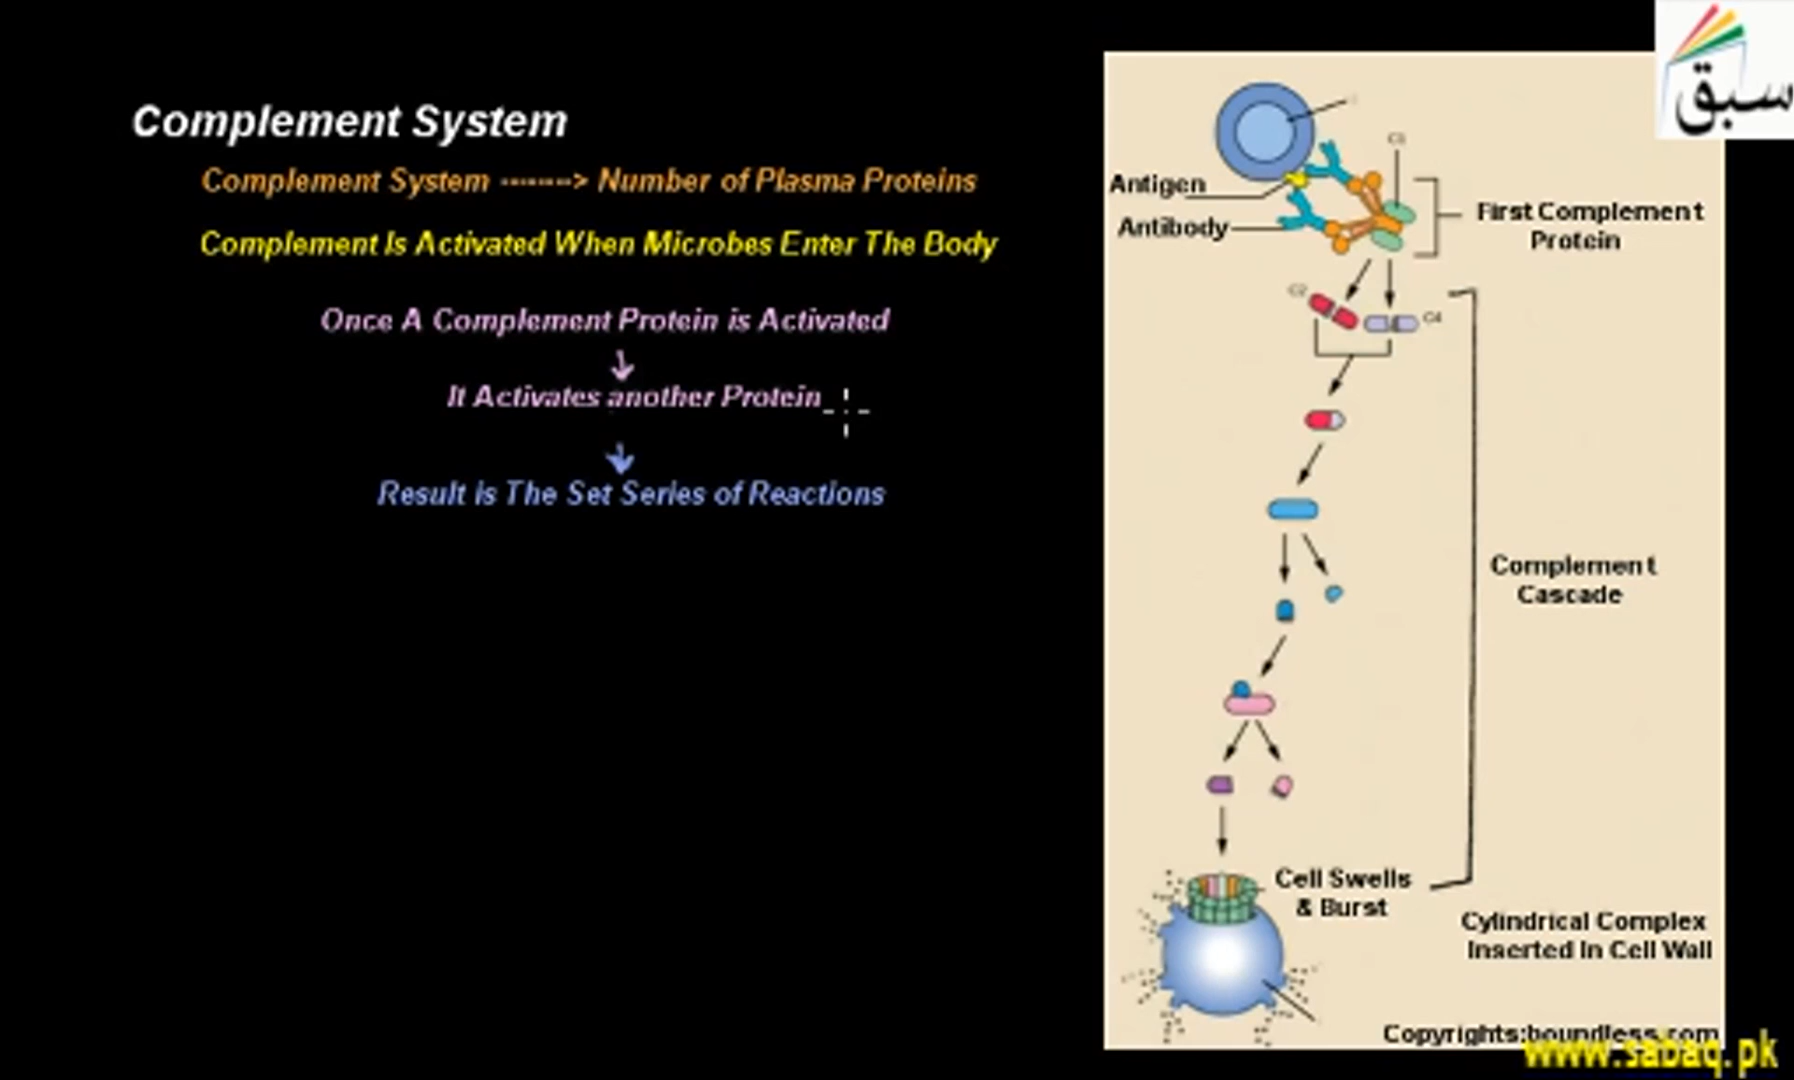 سبق
Complement System
Complement System --------> Number of Plasma Proteins
Complement Is Activated When Microbes Enter The Body
Once A Complement Protein is Activated
It Activates another Protein
Result is The Set Series of Reactions
Antigen
Antibody
First Complement
Protein
C2
C4
Complement
Cascade
Cell Swells
& Burst
Cylindrical Complex
Inserted In Cell Wall
Copyrights:boundless.com
www.sabaq.pk